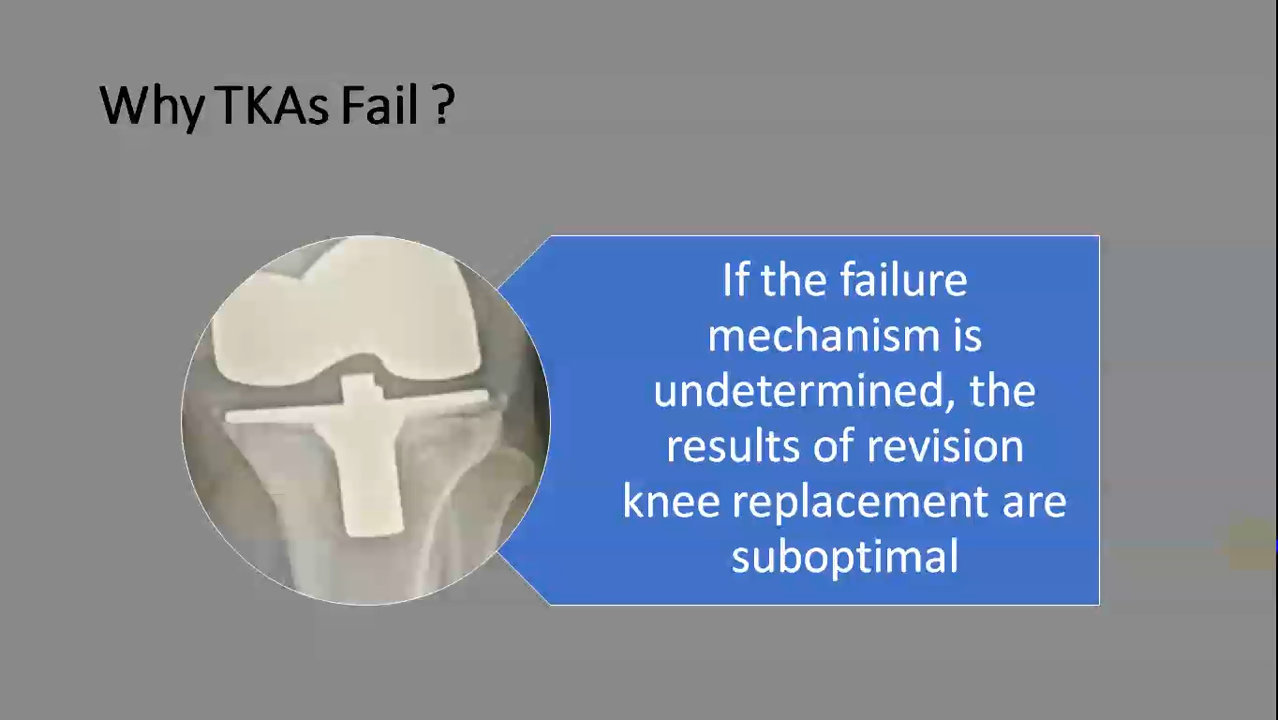 Why TKAs Fail ?
If the failure
mechanism is
undetermined, the
results of revision
knee replacement are
suboptimal